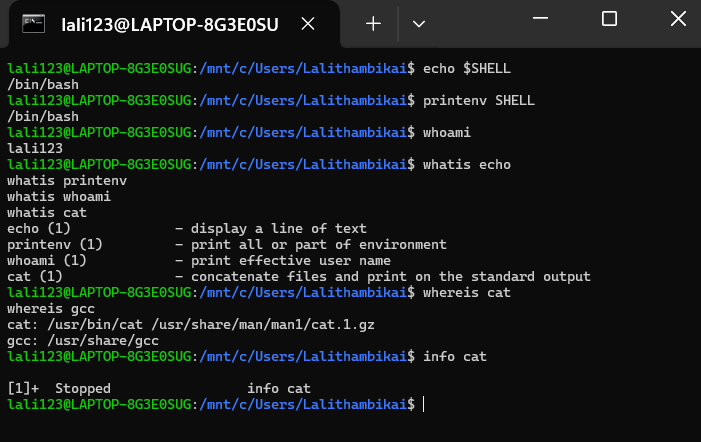 lali123@LAPTOP-8G3E0SU
lali123@LAPTOP-8G3E0SUG:/mnt/c/Users/Lalithambikai$ echo $SHELL
/bin/bash
lali123@LAPTOP-8G3E0SUG:/mnt/c/Users/Lalithambikai$ printenv SHELL
/bin/bash
lali123@LAPTOP-8G3E0SUG:/mnt/c/Users/Lalithambikai$ whoami
lali123
lali123@LAPTOP-8G3E0SUG:/mnt/c/Users/Lalithambikai$ whatis echo
whatis printenv
whatis whoami
whatis cat
echo (1)             - display a line of text
printenv (1)         - print all or part of environment
whoami (1)           - print effective user name
cat (1)              - concatenate files and print on the standard output
lali123@LAPTOP-8G3E0SUG:/mnt/c/Users/Lalithambikai$ whereis cat
whereis gcc
cat: /usr/bin/cat /usr/share/man/man1/cat.1.gz
gcc: /usr/share/gcc
lali123@LAPTOP-8G3E0SUG:/mnt/c/Users/Lalithambikai$ info cat
[1]+  Stopped                 info cat
lali123@LAPTOP-8G3E0SUG:/mnt/c/Users/Lalithambikai$